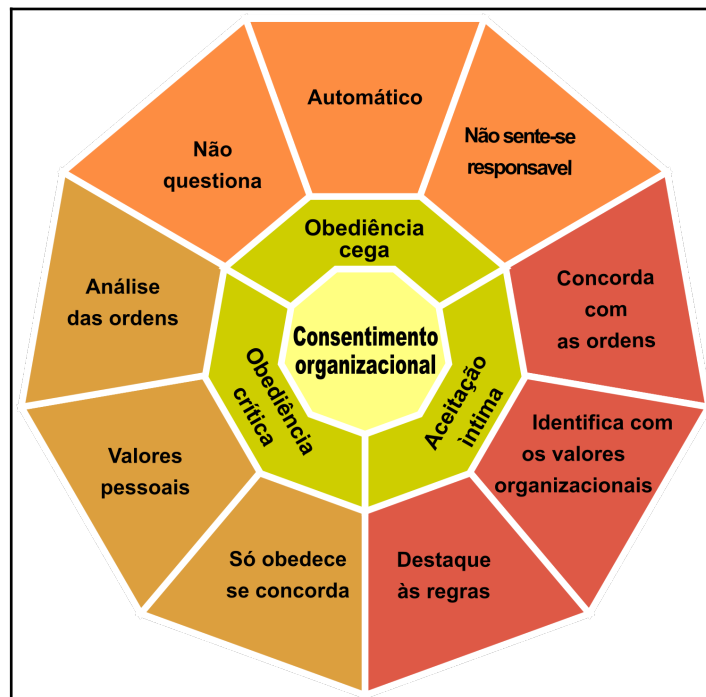 Automático
Não
questiona
Não sente-se
responsavel
Obediência
cega
Análise
das ordens
Concorda
com
as ordens
Consentimento
organizacional
Obediência
crítica
Aceitação
ìntima
Valores
pessoais
Identifica com
os valores
organizacionais
Só obedece
se concorda
Destaque
às regras